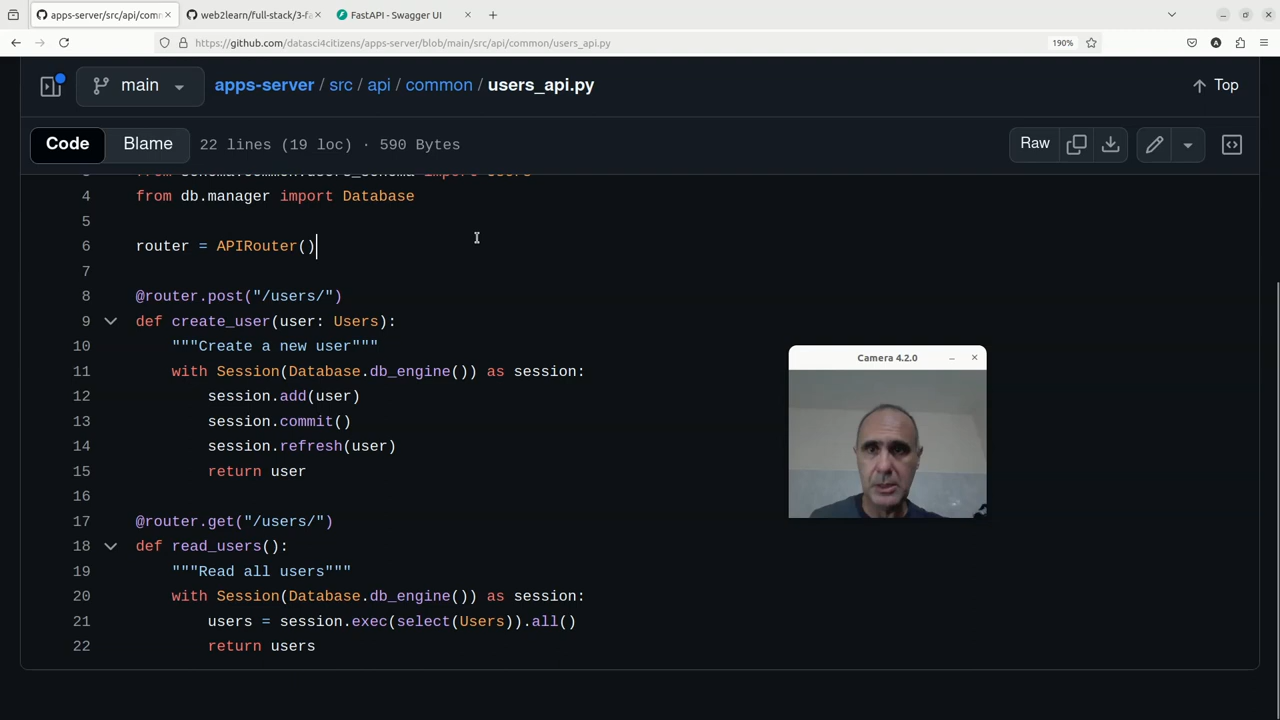 apps-server/src/api/comm
web2learn/full-stack/3-fa
FastAPI - Swagger UI
https://github.com/datasci4citizens/apps-server/blob/main/src/api/common/users_api.py
190%
main
apps-server / src / api / common / users_api.py
Top
Code
Blame
22 lines (19 loc) · 590 Bytes
Raw
4 from db.manager import Database
5
6 router = APIRouter()
7
8 @router.post("/users/")
9 def create_user(user: Users):
10 """Create a new user"""
11 with Session(Database.db_engine()) as session:
12 session.add(user)
13 session.commit()
14 session.refresh(user)
15 return user
16
17 @router.get("/users/")
18 def read_users():
19 """Read all users"""
20 with Session(Database.db_engine()) as session:
21 users = session.exec(select(Users)).all()
22 return users
Camera 4.2.0